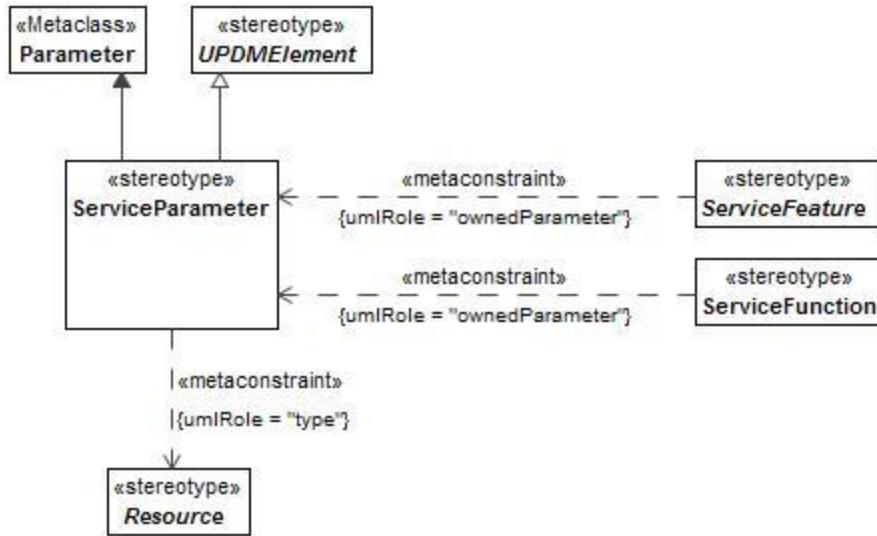 «Metaclass»
Parameter
«stereotype»
UPDMElement
«stereotype»
ServiceParameter
«metaconstraint»
{umlRole = "ownedParameter"}
«stereotype»
ServiceFeature
«metaconstraint»
{umlRole = "ownedParameter"}
«stereotype»
ServiceFunction
«metaconstraint»
{umlRole = "type"}
«stereotype»
Resource